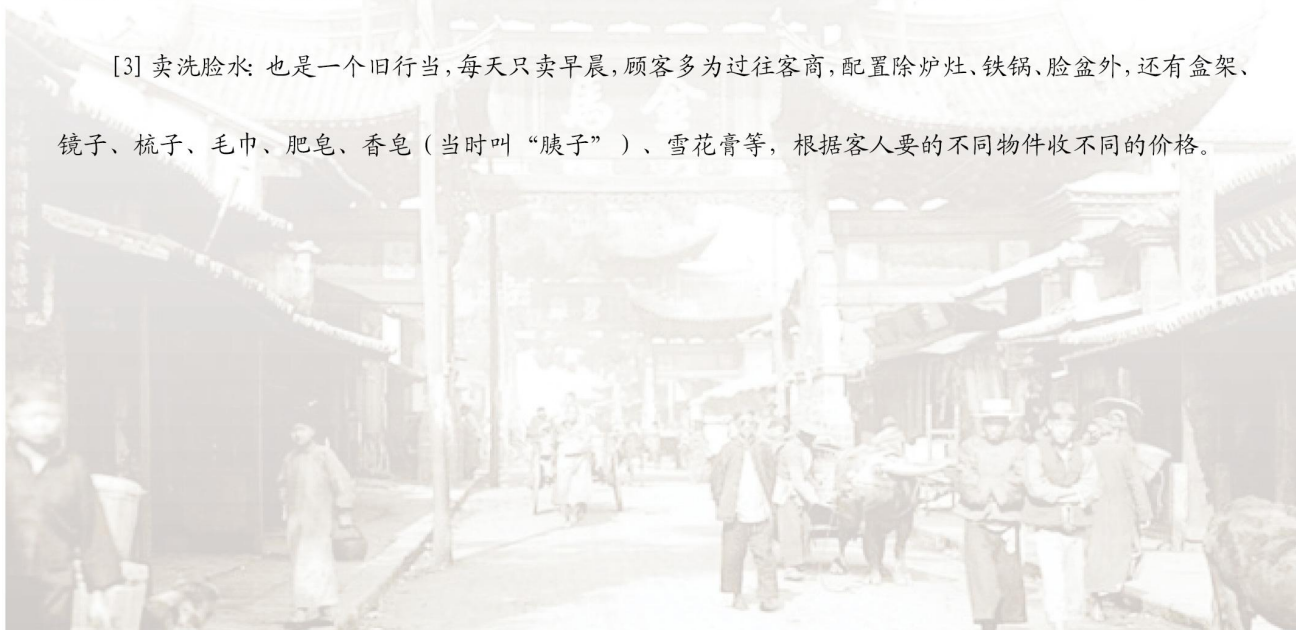 [3] 卖洗脸水: 也是一个旧行当,每天只卖早晨,顾客多为过往客商,配置除炉灶、铁锅、脸盆外,还有盒架、
镜子、梳子、毛巾、肥皂、香皂(当时叫“胰子”)、雪花膏等,根据客人要的不同物件收不同的价格。